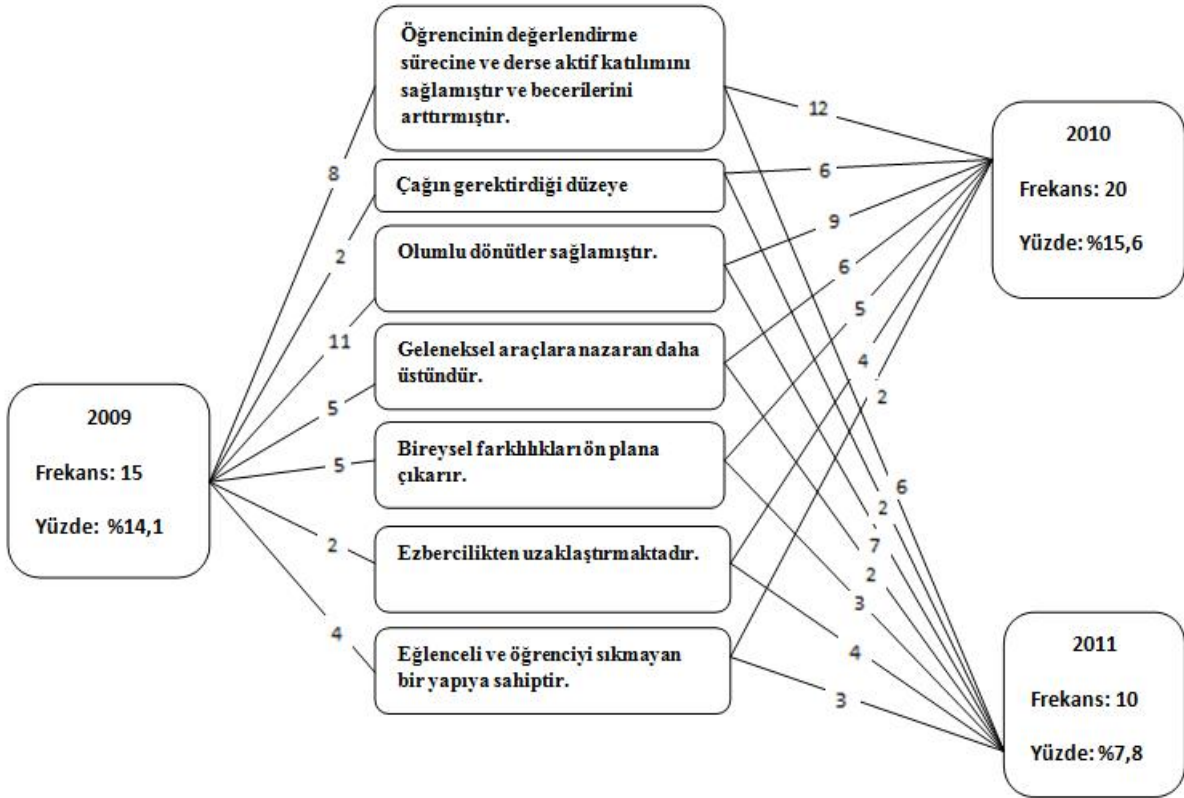 Öğrencinin değerlendirme
sürecine ve derse aktif katılımını
sağlamıştır ve becerilerini
arttırmıştır.
Çağın gerektirdiği düzeye
Olumlu dönütler sağlamıştır.
Geleneksel araçlara nazaran daha
üstündür.
Bireysel farklılıkları ön plana
çıkarır.
Ezbercilikten uzaklaştırmaktadır.
Eğlenceli ve öğrenciyi sıkmayan
bir yapıya sahiptir.
2009
Frekans: 15
Yüzde: %14,1
8
2
11
5
5
2
4
2010
Frekans: 20
Yüzde: %15,6
12
6
9
6
5
4
2
2011
Frekans: 10
Yüzde: %7,8
6
2
7
2
3
4
3